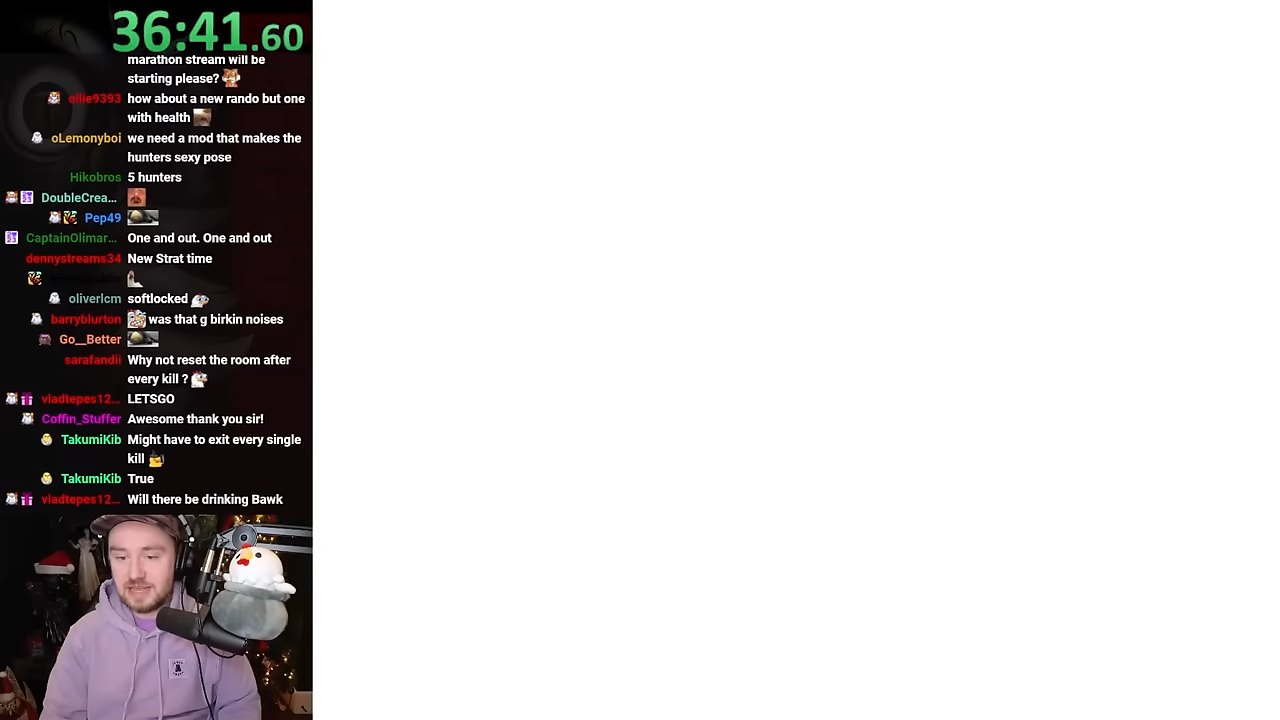 36:41.60
marathon stream will be
starting please?
ollie9393 how about a new rando but one
with health
oLemonyboi we need a mod that makes the
hunters sexy pose
Hikobros 5 hunters
DoubleCrea...
Pep49
CaptainOlimar... One and out. One and out
dennystreams34 New Strat time
oliverlcm softlocked
barryblurton was that g birkin noises
Go__Better
sarafandii Why not reset the room after
every kill ?
vladtepes12... LETSGO
Coffin_Stuffer Awesome thank you sir!
TakumiKib Might have to exit every single
kill
TakumiKib True
vladtepes12... Will there be drinking Bawk